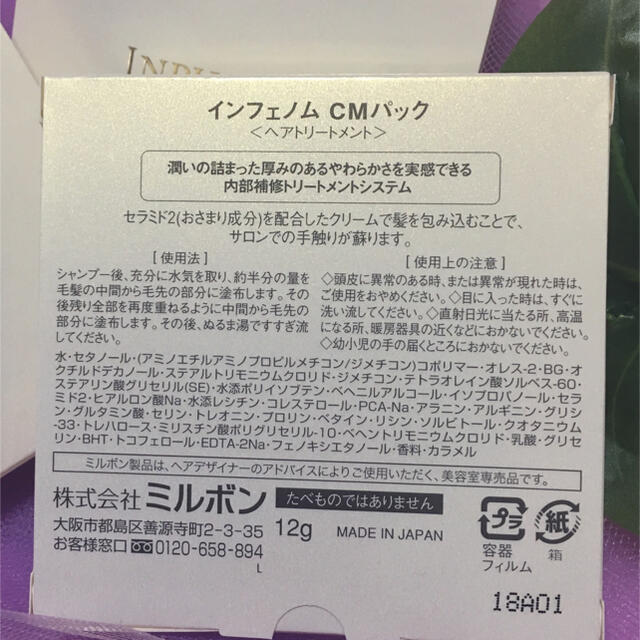 インフェノム CMパック
<ヘアトリートメント>
潤いの詰まった厚みのあるやわらかさを実感できる
内部補修トリートメントシステム
セラミド2(おさまり成分)を配合したクリームで髪を包み込むことで、
サロンでの手触りが蘇ります。
[使用法]
シャンプー後、充分に水気を取り、約半分の量を
毛髪の中間から毛先の部分に塗布します。その
後残り全部を再度重ねるように中間から毛先の
部分に塗布します。その後、ぬるま湯ですすぎ流
してください。
[使用上の注意]
◇頭皮に異常のある時、または異常が現れた時は、
ご使用をおやめください。◇目に入った時は、すぐに
洗い流してください。◇直射日光に当たる所、高温
になる所、暖房器具の近くなどにおかないでください。
◇幼小児の手の届くところにおかないでください。
水・セタノール・(アミノエチルアミノプロピルメチコン/ジメチコン)コポリマー・オレス-2・BG・オ
クチルドデカノール・ステアルトリモニウムクロリド・ジメチコン・テトラオレイン酸ソルベス-60・
ステアリン酸グリセリル(SE)・水添ポリイソブテン・ベヘニルアルコール・イソプロパノール・セラ
ミド2・ヒアルロン酸Na・水添レシチン・コレステロール・PCA-Na・アラニン・アルギニン・グリシ
ン・グルタミン酸・セリン・トレオニン・プロリン・ベタイン・リシン・ソルビトール・クオタニウム
-33・トレハロース・ミリスチン酸ポリグリセリル-10・ベヘントリモニウムクロリド・乳酸・グリセ
リン・BHT・トコフェロール・EDTA-2Na・フェノキシエタノール・香料・カラメル
ミルボン製品は、ヘアデザイナーのアドバイスによりご使用いただく、美容室専売品です。
株式会社 ミルボン たべものではありません
大阪市都島区善源寺町2-3-35 12g MADE IN JAPAN
お客様窓口 0120-658-894
L
プラ
容器
フィルム
紙
箱
18A01